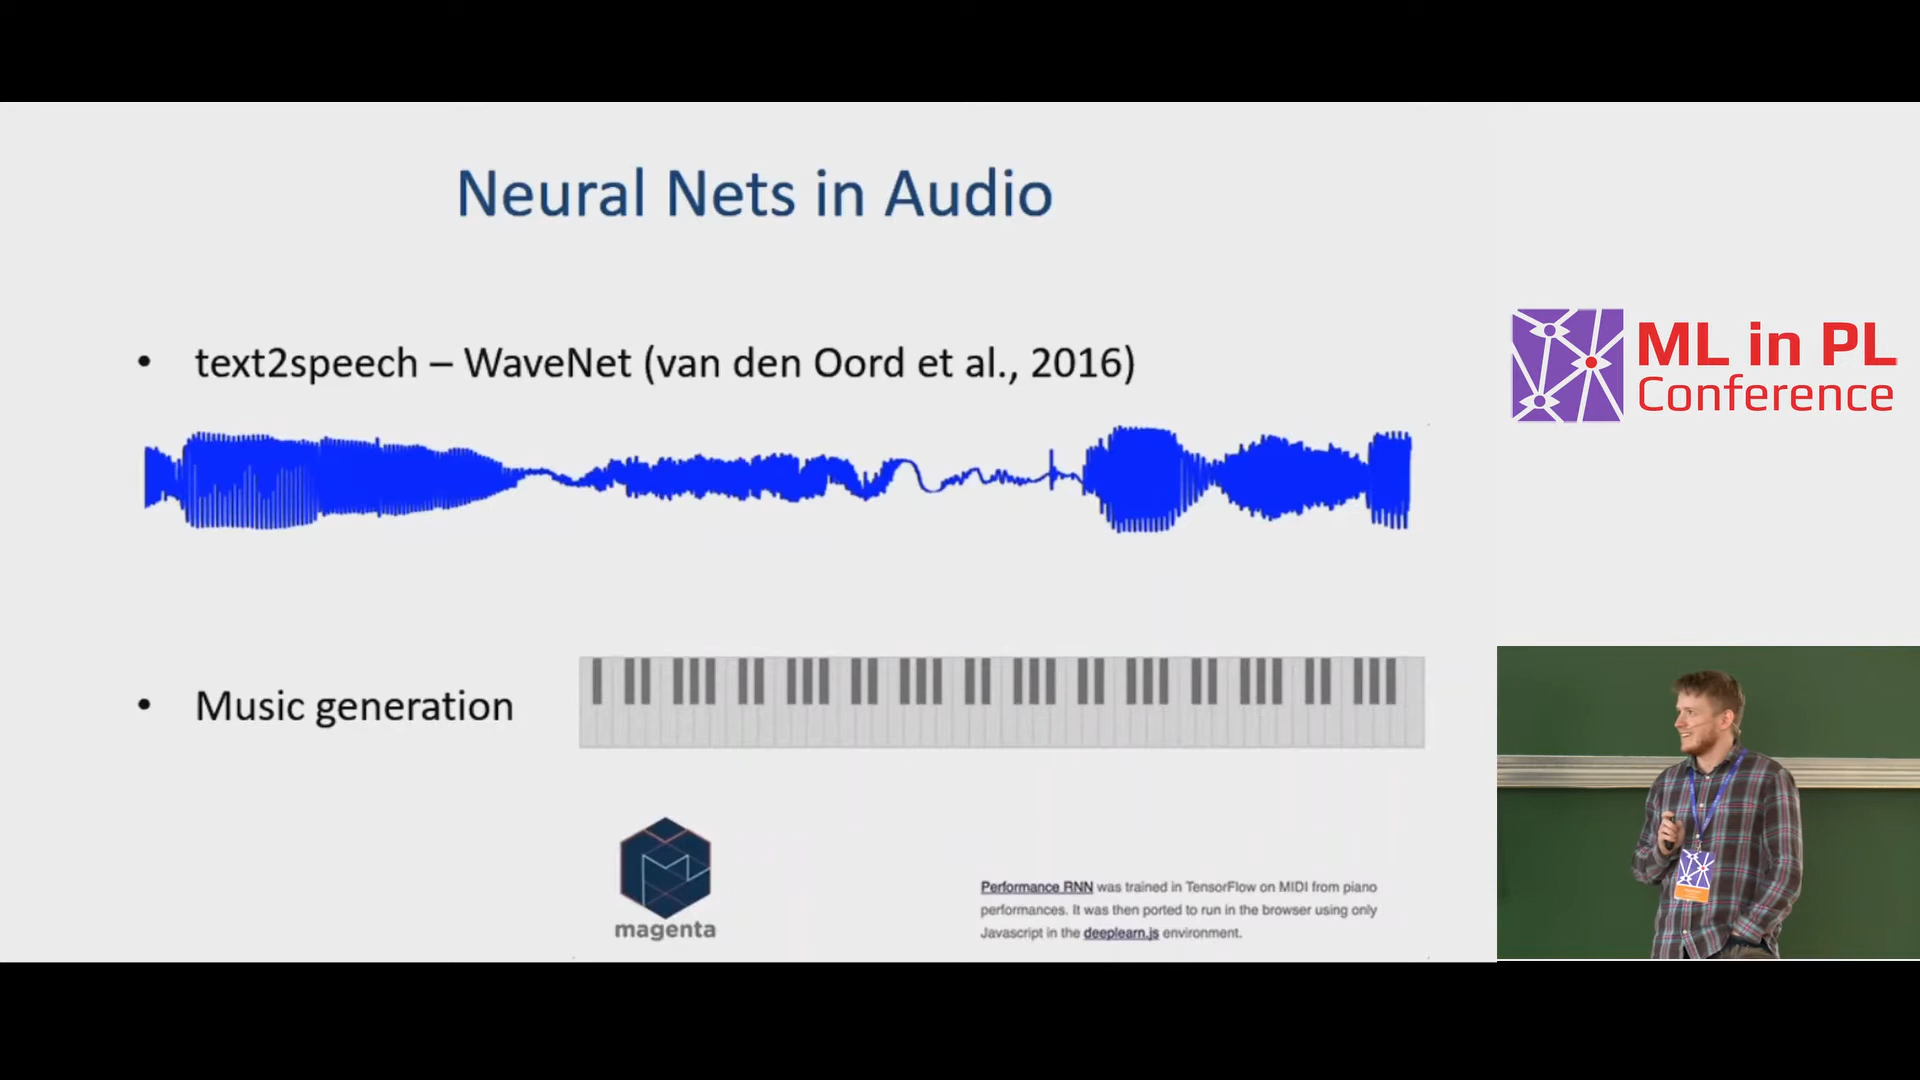 Neural Nets in Audio
• text2speech – WaveNet (van den Oord et al., 2016)
ML in PL
Conference
• Music generation
magenta
Performance RNN was trained in TensorFlow on MIDI from piano
performances. It was then ported to run in the browser using only
Javascript in the deeplearn.js environment.